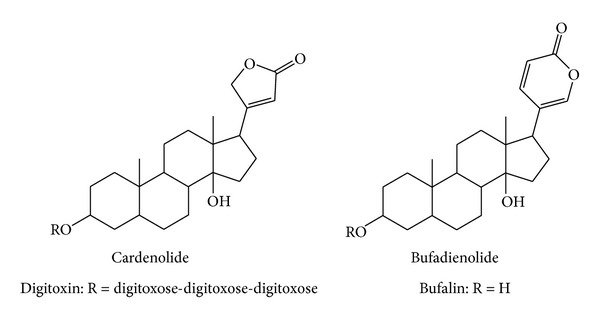 O
O
O
O
OH
OH
RO
RO
Cardenolide
Bufadienolide
Digitoxin: R = digitoxose-digitoxose-digitoxose
Bufalin: R = H